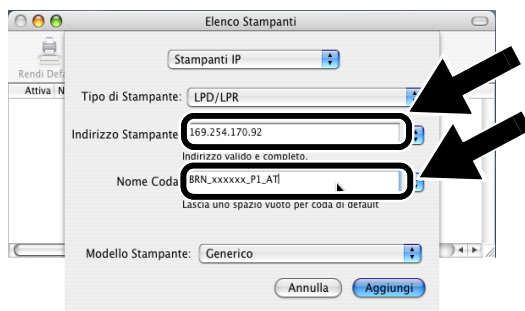 Elenco Stampanti
Stampanti IP
Rendi Defa
Attiva N
Tipo di Stampante: LPD/LPR
Indirizzo Stampante 169.254.170.92
Indirizzo valido e completo.
Nome Coda BRN_xxxxxx_P1_AT
Lascia uno spazio vuoto per coda di default
Modello Stampante: Generico
Annulla Aggiungi